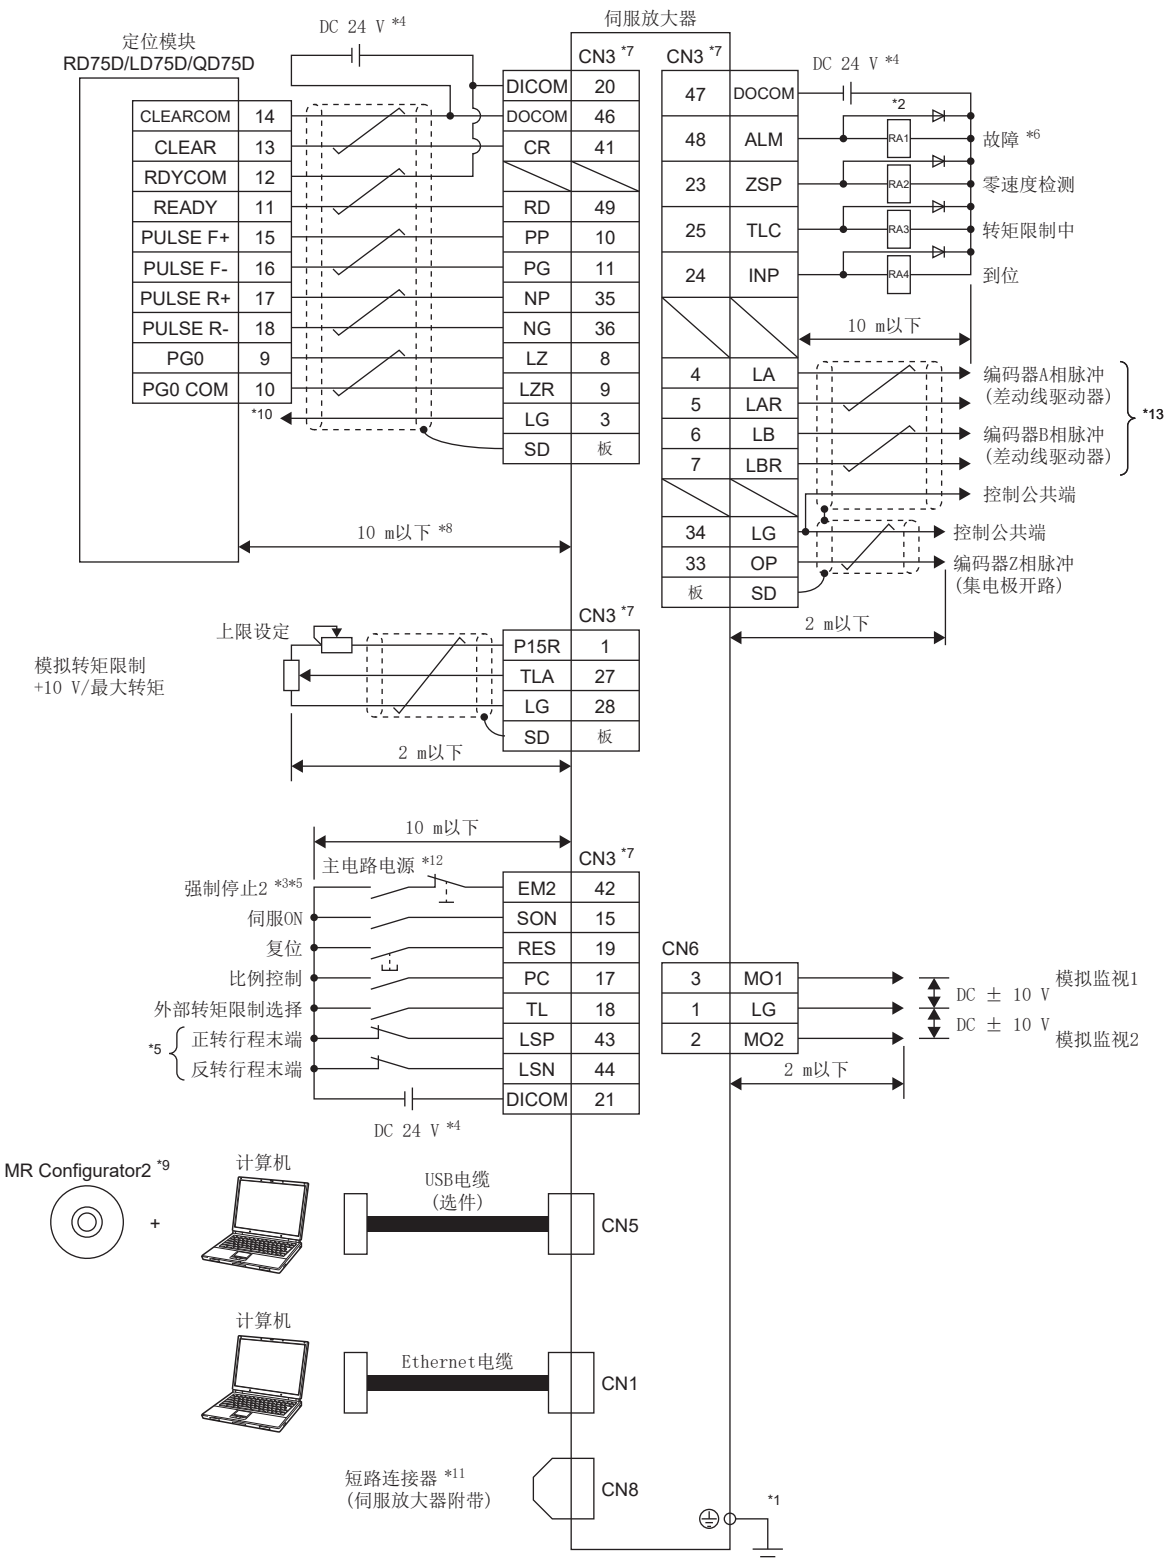 伺服放大器
DC 24 V *4
定位模块
RD75D/LD75D/QD75D
CN3 *7
DICOM 20
CLEARCOM 14 DOCOM 46
CLEAR 13 CR 41
RDYCOM 12
READY 11 RD 49
PULSE F+ 15 PP 10
PULSE F- 16 PG 11
PULSE R+ 17 NP 35
PULSE R- 18 NG 36
PG0 9 LZ 8
PG0 COM 10 LZR 9
*10 LG 3
SD 板
10 m以下 *8
CN3 *7
DC 24 V *4
47 DOCOM
*2
48 ALM RA1 故障 *6
23 ZSP RA2 零速度检测
25 TLC RA3 转矩限制中
24 INP RA4 到位
10 m以下
4 LA 编码器A相脉冲
5 LAR (差动线驱动器)
*13
6 LB 编码器B相脉冲
7 LBR (差动线驱动器)
控制公共端
34 LG 控制公共端
33 OP 编码器Z相脉冲
(集电极开路)
板 SD
2 m以下
CN3 *7
上限设定
P15R 1
模拟转矩限制
+10 V/最大转矩
TLA 27
LG 28
SD 板
2 m以下
10 m以下
CN3 *7
主电路电源 *12
强制停止2 *3*5 EM2 42
伺服ON SON 15
复位 RES 19
比例控制 PC 17
外部转矩限制选择 TL 18
*5
正转行程末端 LSP 43
反转行程末端 LSN 44
DICOM 21
DC 24 V *4
CN6
3 MO1 模拟监视1
DC ± 10 V
1 LG
DC ± 10 V
2 MO2 模拟监视2
2 m以下
MR Configurator2 *9
+
计算机
USB电缆
(选件)
CN5
计算机
Ethernet电缆
CN1
短路连接器 *11
(伺服放大器附带)
CN8
*1